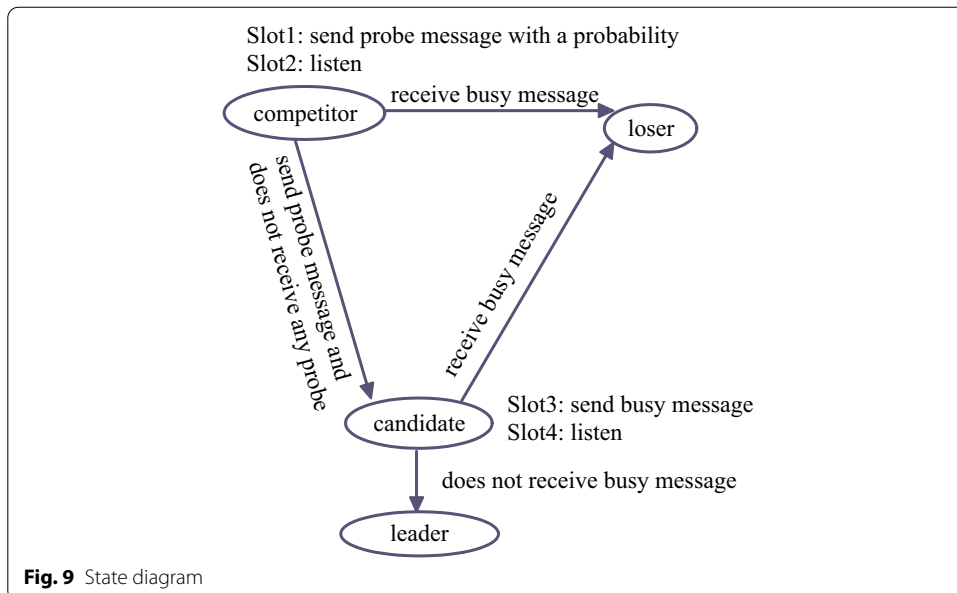 Slot1: send probe message with a probability
Slot2: listen
competitor
receive busy message
loser
send probe message and
does not receive any probe
receive busy message
candidate
Slot3: send busy message
Slot4: listen
does not receive busy message
leader
Fig. 9 State diagram